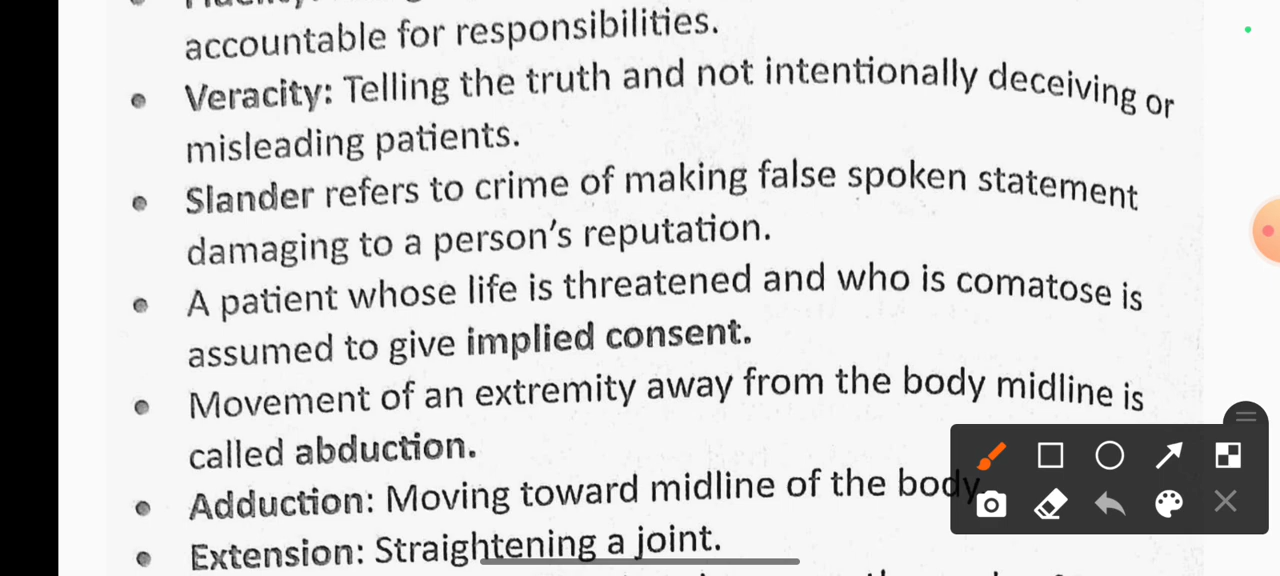 accountable for responsibilities.
• Veracity: Telling the truth and not intentionally deceiving or
misleading patients.
• Slander refers to crime of making false spoken statement
damaging to a person's reputation.
• A patient whose life is threatened and who is comatose is
assumed to give implied consent.
• Movement of an extremity away from the body midline is
called abduction.
• Adduction: Moving toward midline of the body
• Extension: Straightening a joint.